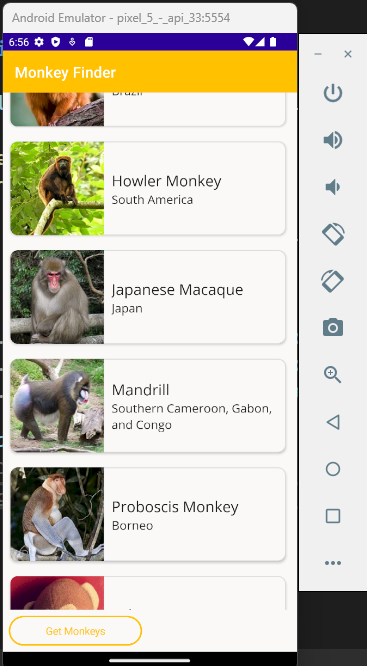 Android Emulator - pixel_5_-_api_33:5554
6:56
Monkey Finder
Brazil
Howler Monkey
South America
Japanese Macaque
Japan
Mandrill
Southern Cameroon, Gabon,
and Congo
Proboscis Monkey
Borneo
Get Monkeys